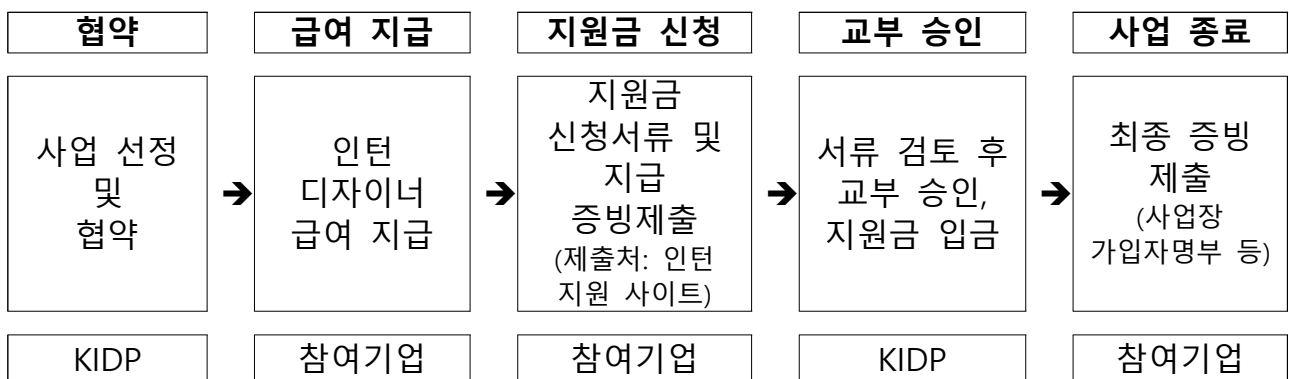 협약
급여 지급
지원금 신청
교부 승인
사업 종료
사업 선정
및
협약
➔
인턴
디자이너
급여 지급
➔
지원금
신청서류 및
지급
증빙제출
(제출처: 인턴
지원 사이트)
➔
서류 검토 후
교부 승인,
지원금 입금
➔
최종 증빙
제출
(사업장
가입자명부 등)
KIDP
참여기업
참여기업
KIDP
참여기업